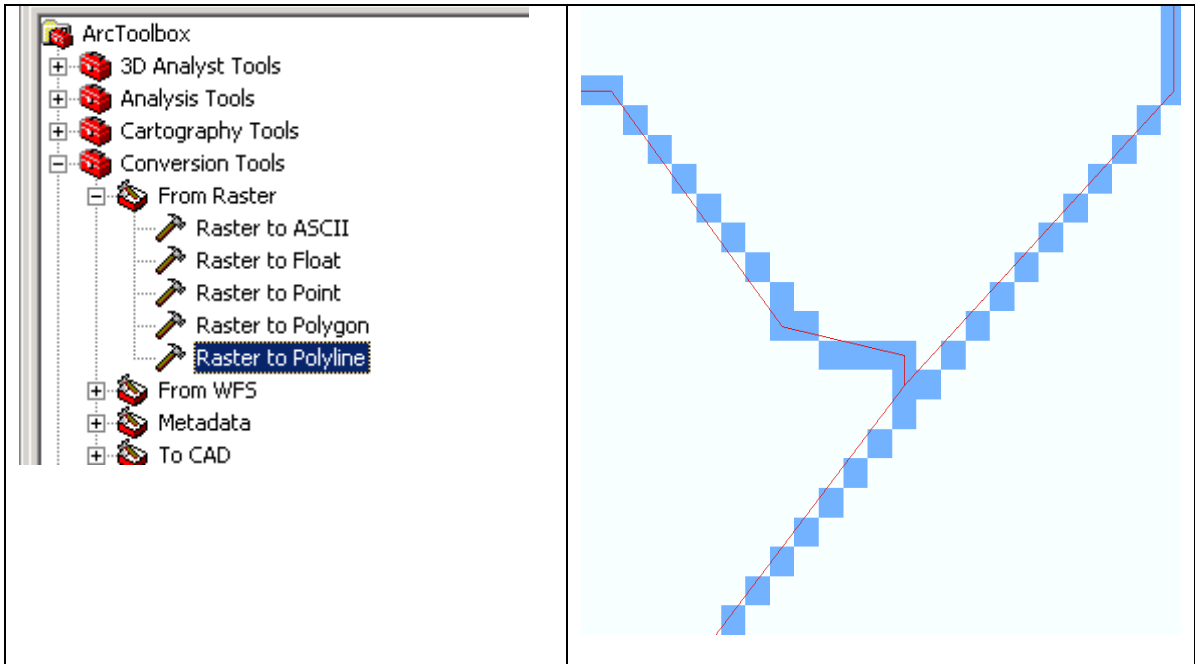 ArcToolbox
3D Analyst Tools
Analysis Tools
Cartography Tools
Conversion Tools
From Raster
Raster to ASCII
Raster to Float
Raster to Point
Raster to Polygon
Raster to Polyline
From WFS
Metadata
To CAD